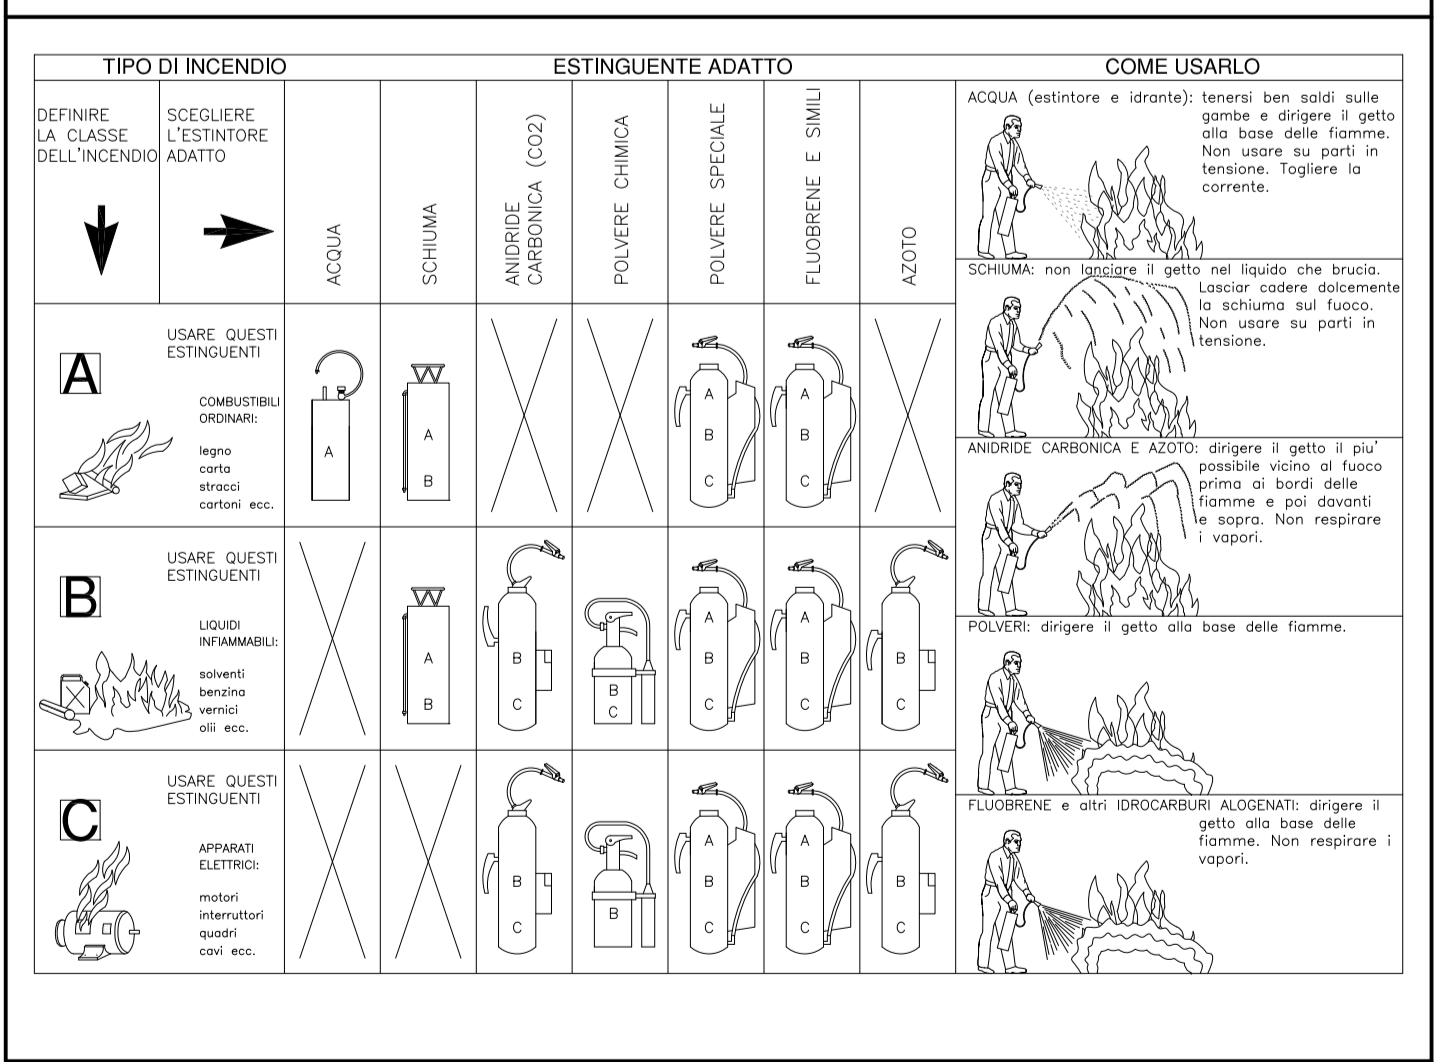 TIPO DI INCENDIO
ESTINGUENTE ADATTO
COME USARLO
DEFINIRE
LA CLASSE
DELL'INCENDIO
SCEGLIERE
L'ESTINTORE
ADATTO
ACQUA
SCHIUMA
ANIDRIDE
CARBONICA (CO2)
POLVERE CHIMICA
POLVERE SPECIALE
FLUOBRENE E SIMILI
AZOTO
A
USARE QUESTI
ESTINGUENTI
COMBUSTIBILI
ORDINARI:
legno
carta
stracci
cartoni ecc.
A
A
B
A
B
C
A
B
C
B
USARE QUESTI
ESTINGUENTI
LIQUIDI
INFIAMMABILI:
solventi
benzina
vernici
olii ecc.
A
B
B
C
B
C
A
B
C
A
B
C
B
C
C
USARE QUESTI
ESTINGUENTI
APPARATI
ELETTRICI:
motori
interruttori
quadri
cavi ecc.
B
C
B
A
B
C
A
B
C
B
C
ACQUA (estintore e idrante): tenersi ben saldi sulle
gambe e dirigere il getto
alla base delle fiamme.
Non usare su parti in
tensione. Togliere la
corrente.
SCHIUMA: non lanciare il getto nel liquido che brucia.
Lasciar cadere dolcemente
la schiuma sul fuoco.
Non usare su parti in
tensione.
ANIDRIDE CARBONICA E AZOTO: dirigere il getto il piu'
possibile vicino al fuoco
prima ai bordi delle
fiamme e poi davanti
e sopra. Non respirare
i vapori.
POLVERI: dirigere il getto alla base delle fiamme.
FLUOBRENE e altri IDROCARBURI ALOGENATI: dirigere il
getto alla base delle
fiamme. Non respirare i
vapori.